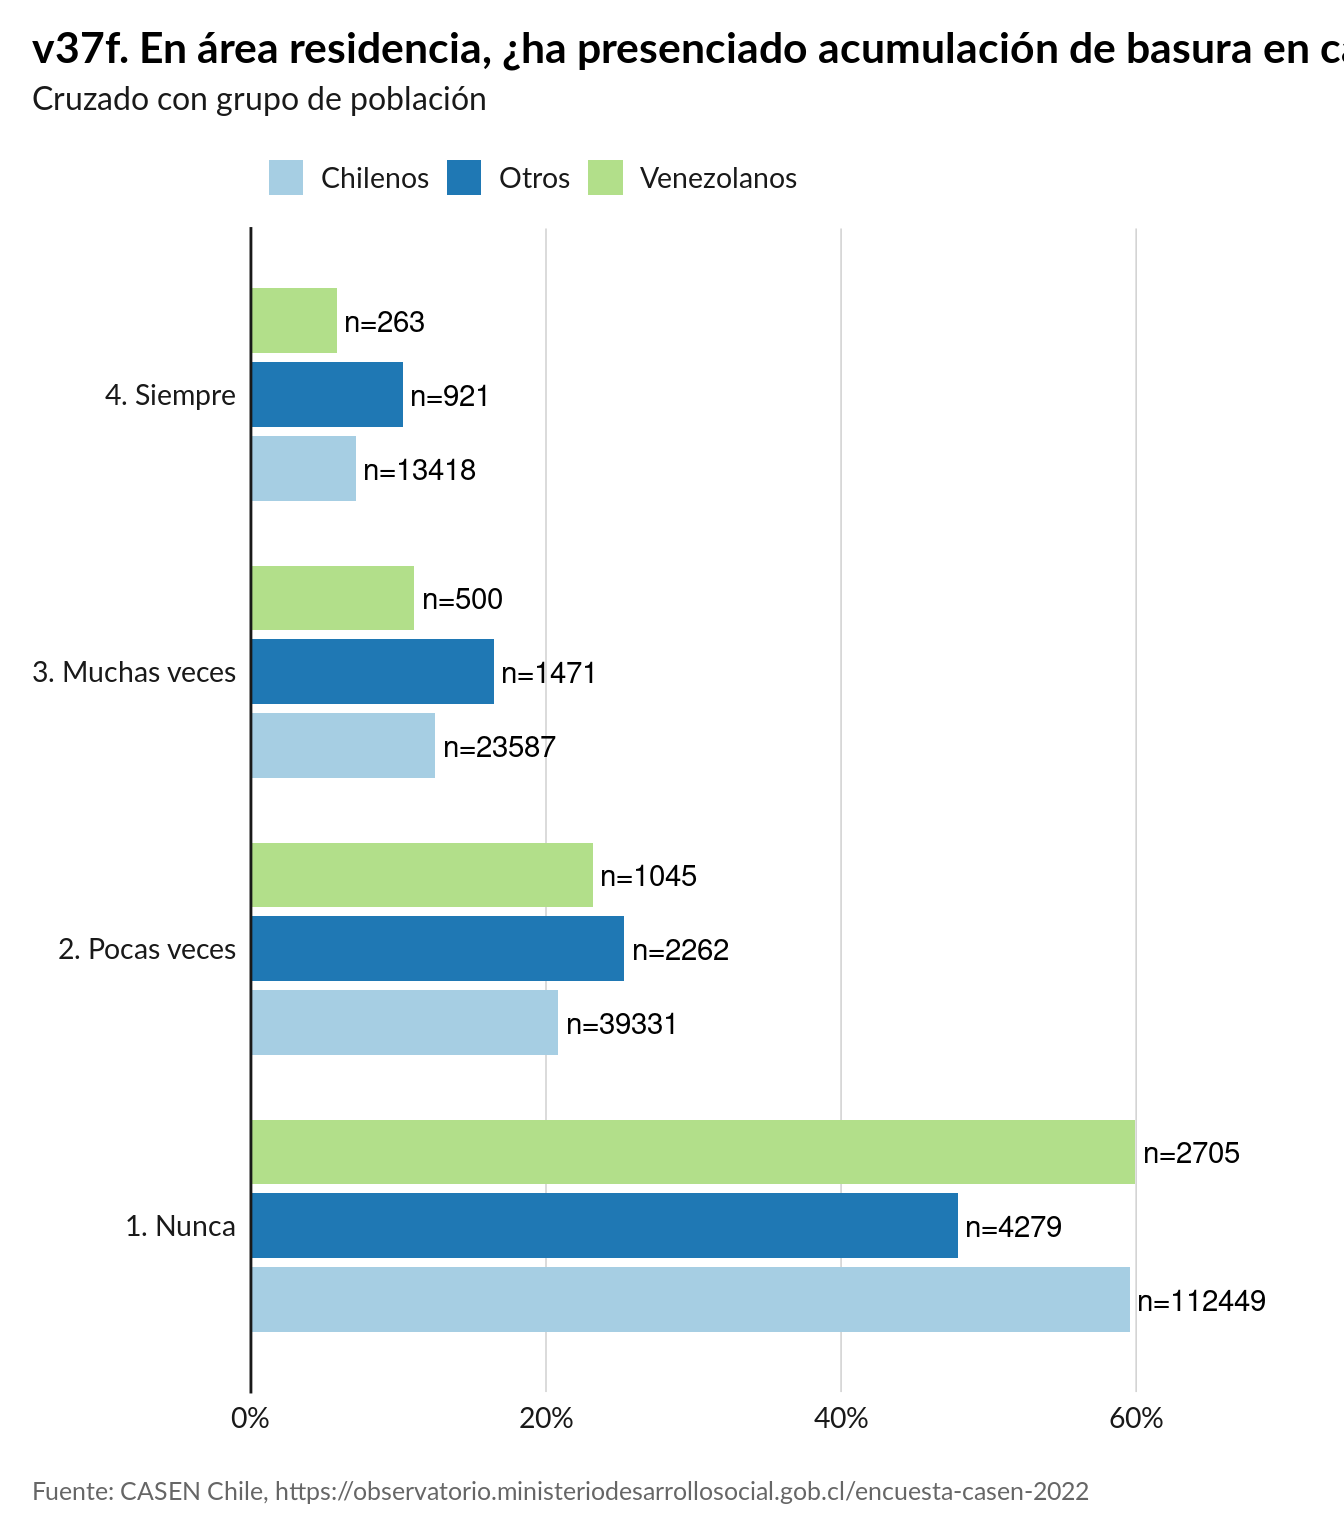 v37f. En área residencia, ¿ha presenciado acumulación de basura en
Cruzado con grupo de población
Chilenos Otros Venezolanos
n=263
4. Siempre
n=921
n=13418
n=500
3. Muchas veces
n=1471
n=23587
n=1045
2. Pocas veces
n=2262
n=39331
n=2705
1. Nunca
n=4279
n=112449
0% 20% 40% 60%
Fuente: CASEN Chile, https://observatorio.ministeriodesarrollosocial.gob.cl/encuesta-casen-2022